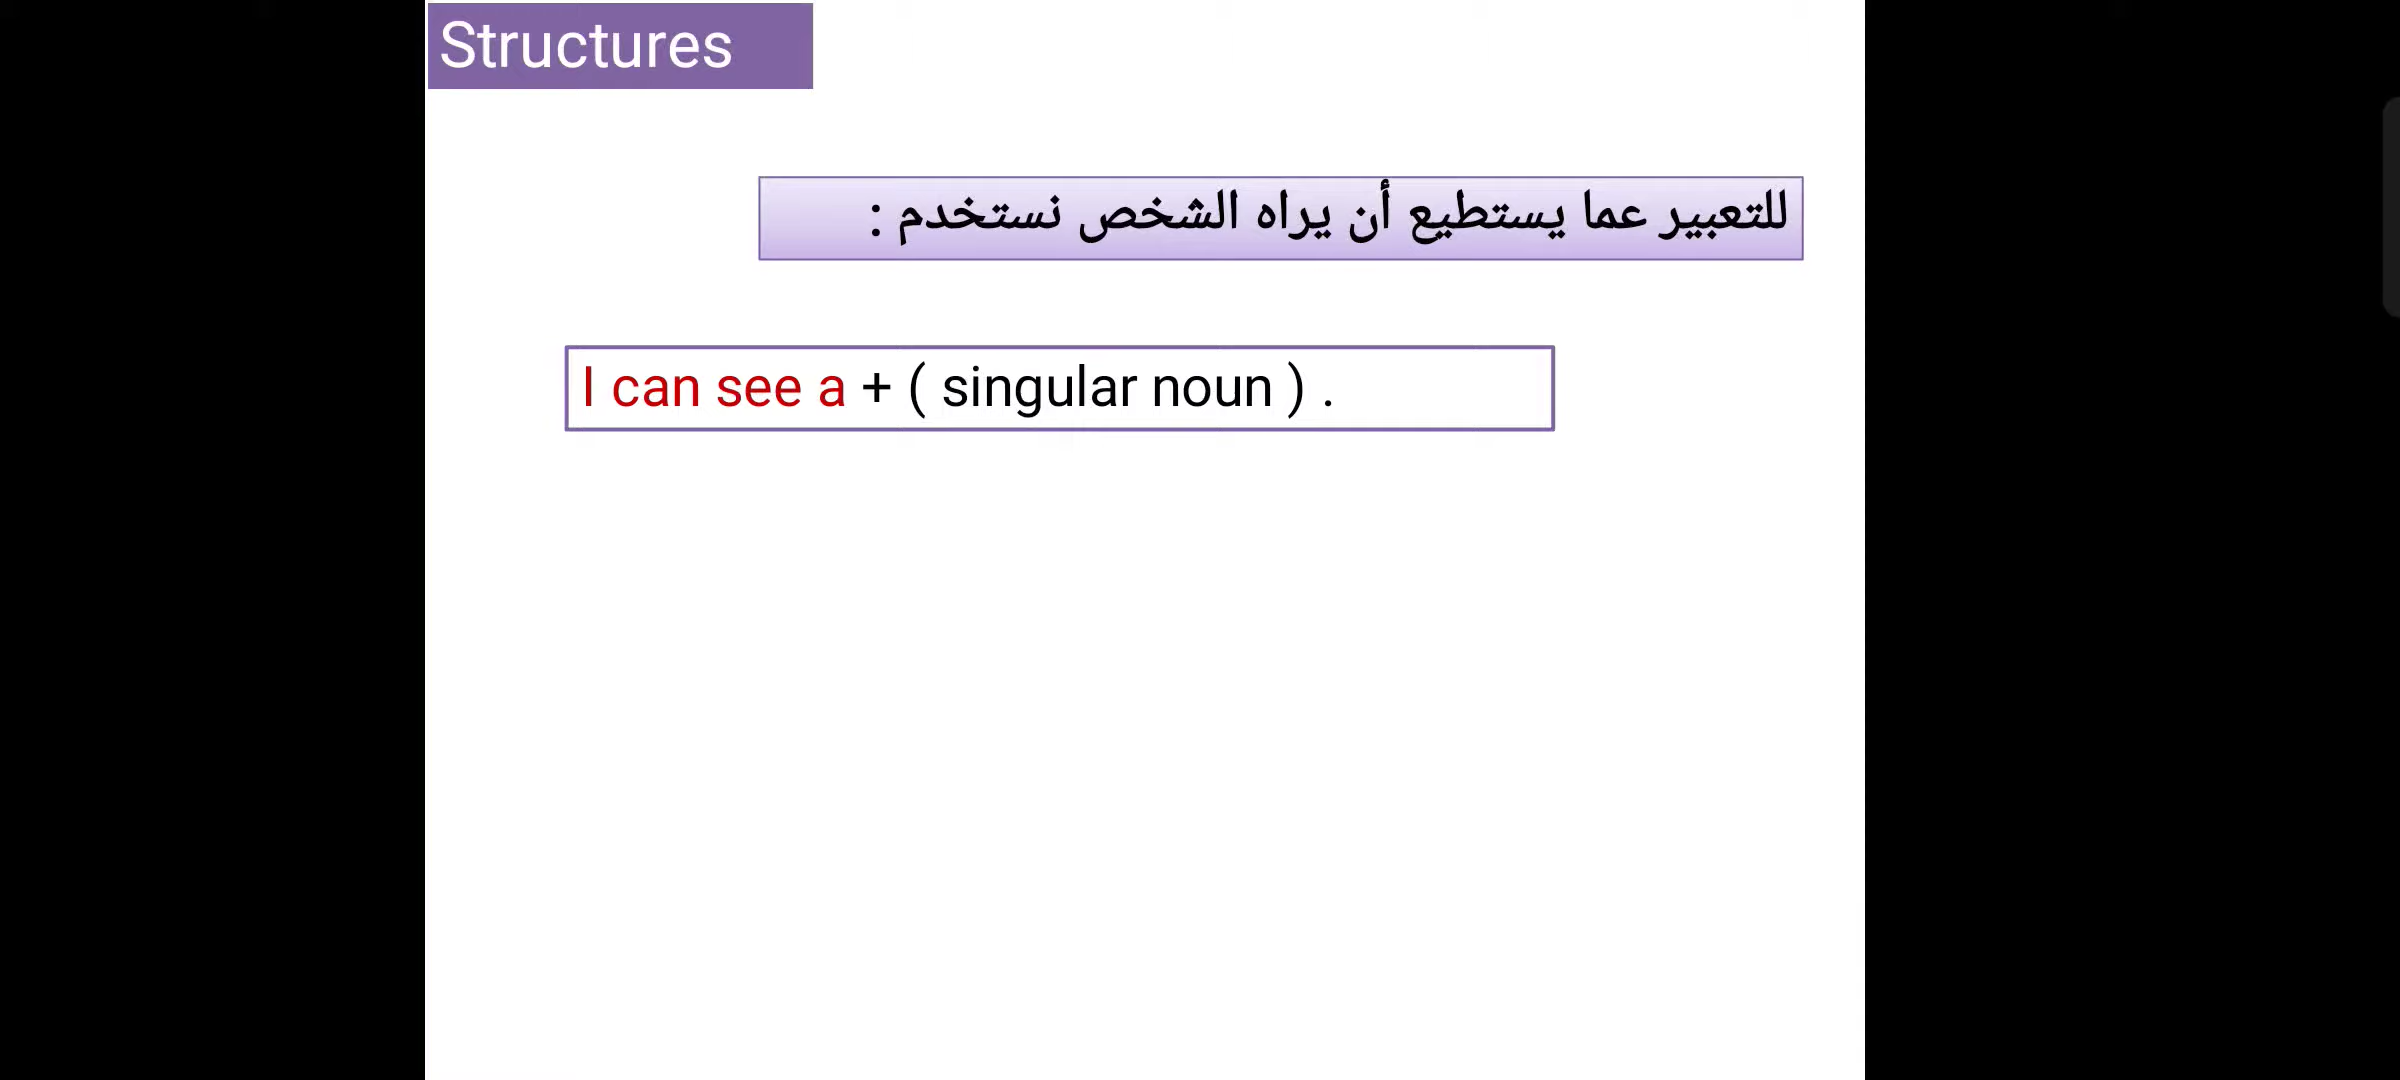 Structures
للتعبير عما يستطيع أن يراه الشخص نستخدم :
I can see a + ( singular noun ) .